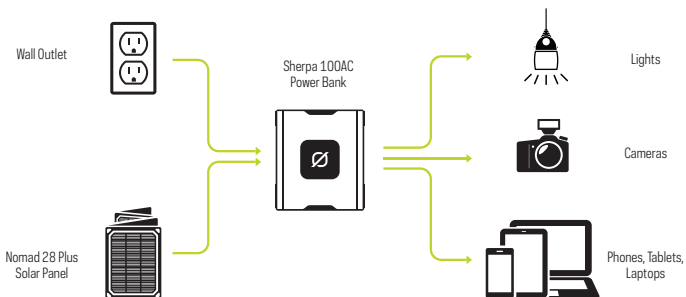 Wall Outlet
Sherpa 100AC
Power Bank
Lights
Cameras
Nomad 28 Plus
Solar Panel
Phones, Tablets,
Laptops